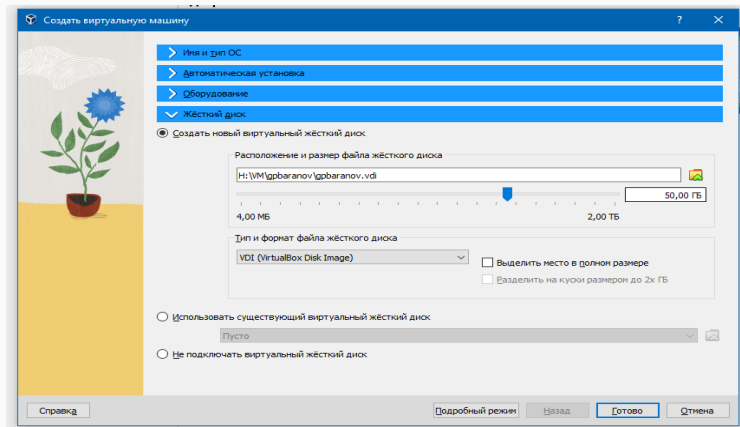 Создать виртуальную машину
Имя и тип ОС
Автоматическая установка
Оборудование
Жёсткий диск
Создать новый виртуальный жёсткий диск
Расположение и размер файла жёсткого диска
H:\VM\gpbaranov\gpbaranov.vdi
50,00 ГБ
4,00 МБ 2,00 ТБ
Тип и формат файла жёсткого диска
VDI (VirtualBox Disk Image)
Выделить место в полном размере
Разделить на куски размером до 2х ГБ
Использовать существующий виртуальный жёсткий диск
Пусто
Не подключать виртуальный жёсткий диск
Справка Подробный режим Назад Готово Отмена